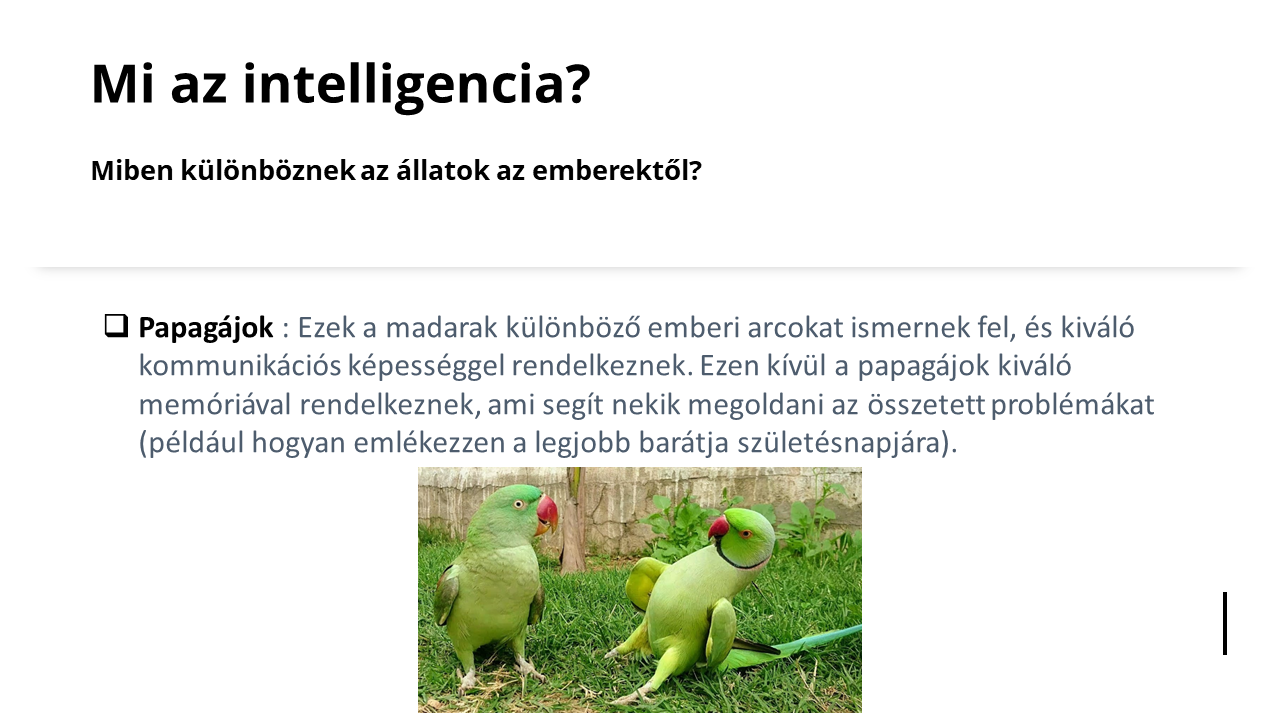 Mi az intelligencia?
Miben különböznek az állatok az emberektől?
❑ Papagájok : Ezek a madarak különböző emberi arcokat ismernek fel, és kiváló
kommunikációs képességgel rendelkeznek. Ezen kívül a papagájok kiváló
memóriával rendelkeznek, ami segít nekik megoldani az összetett problémákat
(például hogyan emlékezzen a legjobb barátja születésnapjára).